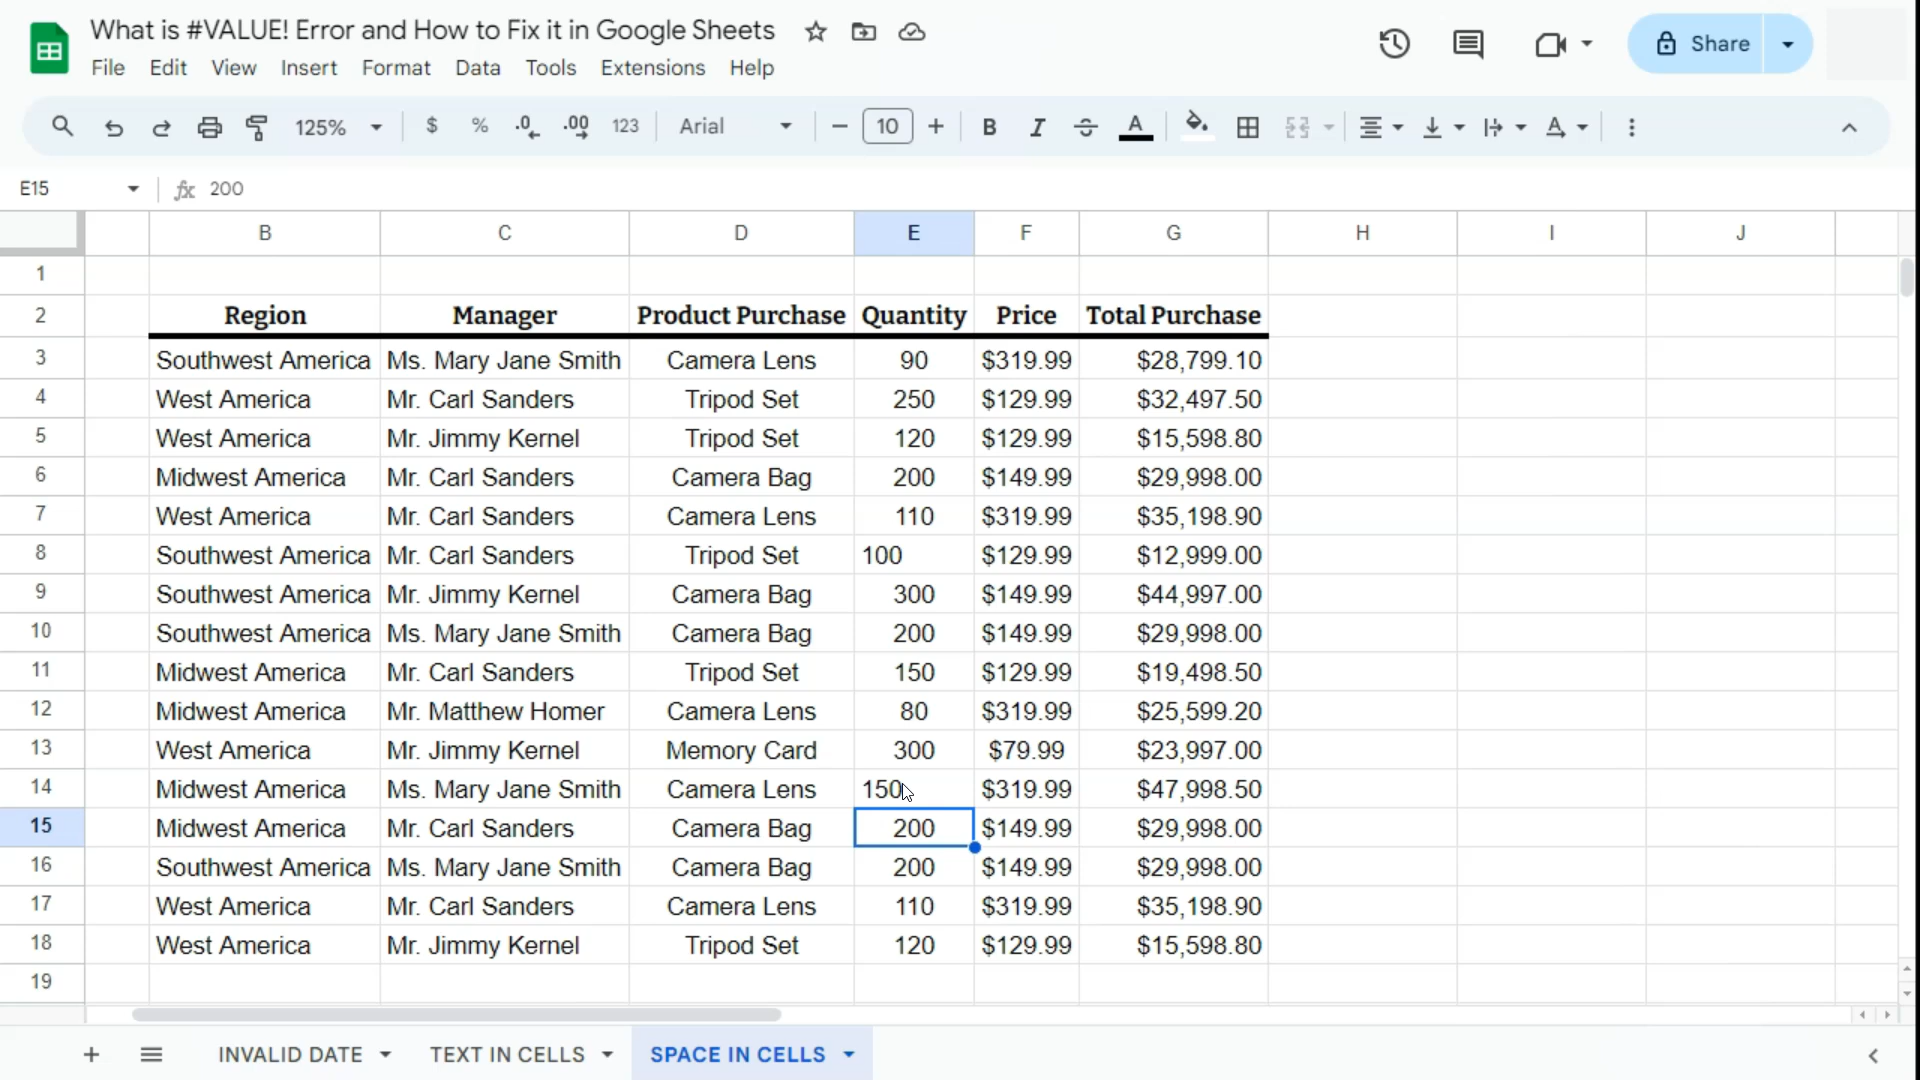 What is #VALUE! Error and How to Fix it in Google Sheets
File Edit View Insert Format Data Tools Extensions Help
Share
125% $ % .0 .00 123 Arial 10 B I S A A
E15 fx 200
B C D E F G H I J
1
2 Region Manager Product Purchase Quantity Price Total Purchase
3 Southwest America Ms. Mary Jane Smith Camera Lens 90 $319.99 $28,799.10
4 West America Mr. Carl Sanders Tripod Set 250 $129.99 $32,497.50
5 West America Mr. Jimmy Kernel Tripod Set 120 $129.99 $15,598.80
6 Midwest America Mr. Carl Sanders Camera Bag 200 $149.99 $29,998.00
7 West America Mr. Carl Sanders Camera Lens 110 $319.99 $35,198.90
8 Southwest America Mr. Carl Sanders Tripod Set 100 $129.99 $12,999.00
9 Southwest America Mr. Jimmy Kernel Camera Bag 300 $149.99 $44,997.00
10 Southwest America Ms. Mary Jane Smith Camera Bag 200 $149.99 $29,998.00
11 Midwest America Mr. Carl Sanders Tripod Set 150 $129.99 $19,498.50
12 Midwest America Mr. Matthew Homer Camera Lens 80 $319.99 $25,599.20
13 West America Mr. Jimmy Kernel Memory Card 300 $79.99 $23,997.00
14 Midwest America Ms. Mary Jane Smith Camera Lens 150 $319.99 $47,998.50
15 Midwest America Mr. Carl Sanders Camera Bag 200 $149.99 $29,998.00
16 Southwest America Ms. Mary Jane Smith Camera Bag 200 $149.99 $29,998.00
17 West America Mr. Carl Sanders Camera Lens 110 $319.99 $35,198.90
18 West America Mr. Jimmy Kernel Tripod Set 120 $129.99 $15,598.80
19
INVALID DATE TEXT IN CELLS SPACE IN CELLS